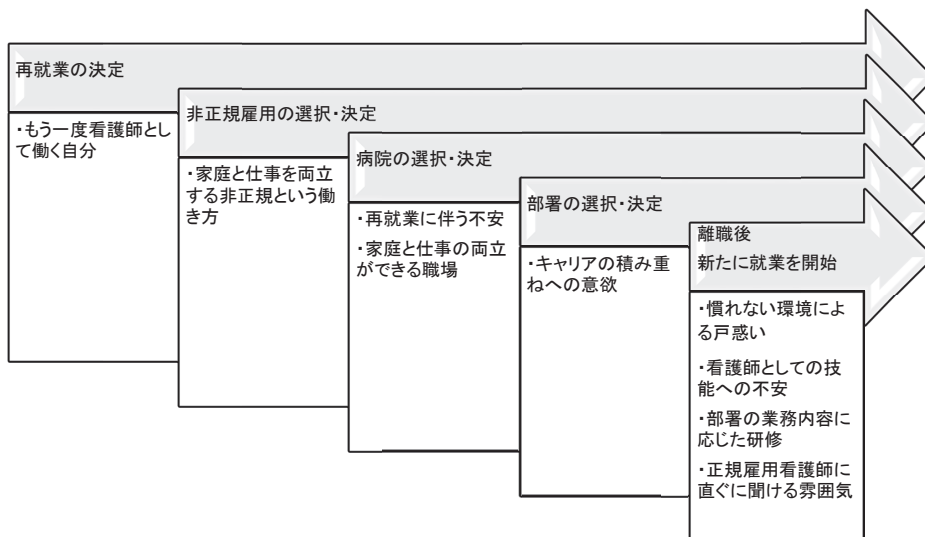 再就業の決定
・もう一度看護師とし
て働く自分
非正規雇用の選択・決定
・家庭と仕事を両立
する非正規という働
き方
病院の選択・決定
・再就業に伴う不安
・家庭と仕事の両立
ができる職場
部署の選択・決定
・キャリアの積み重
ねへの意欲
離職後
新たに就業を開始
・慣れない環境によ
る戸惑い
・看護師としての技
能への不安
・部署の業務内容に
応じた研修
・正規雇用看護師に
直ぐに聞ける雰囲気